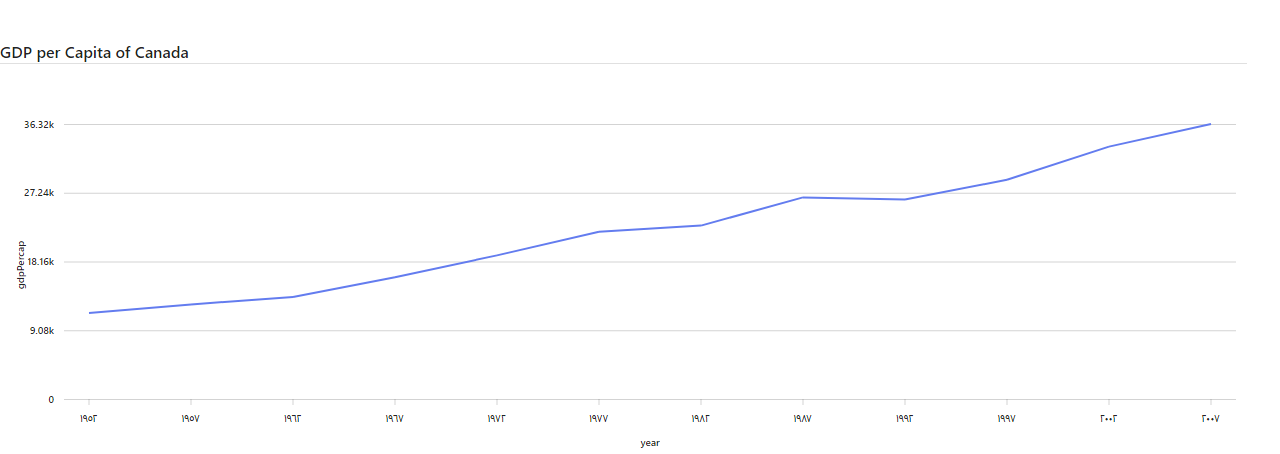 GDP per Capita of Canada
36.32k
27.24k
18.16k
9.08k
0
gdpPercap
١٩٥٢ ١٩٥٧ ١٩٦٢ ١٩٦٧ ١٩٧٢ ١٩٧٧ ١٩٨٢ ١٩٨٧ ١٩٩٢ ١٩٩٧ ٢٠٠٢ ٢٠٠٧
year